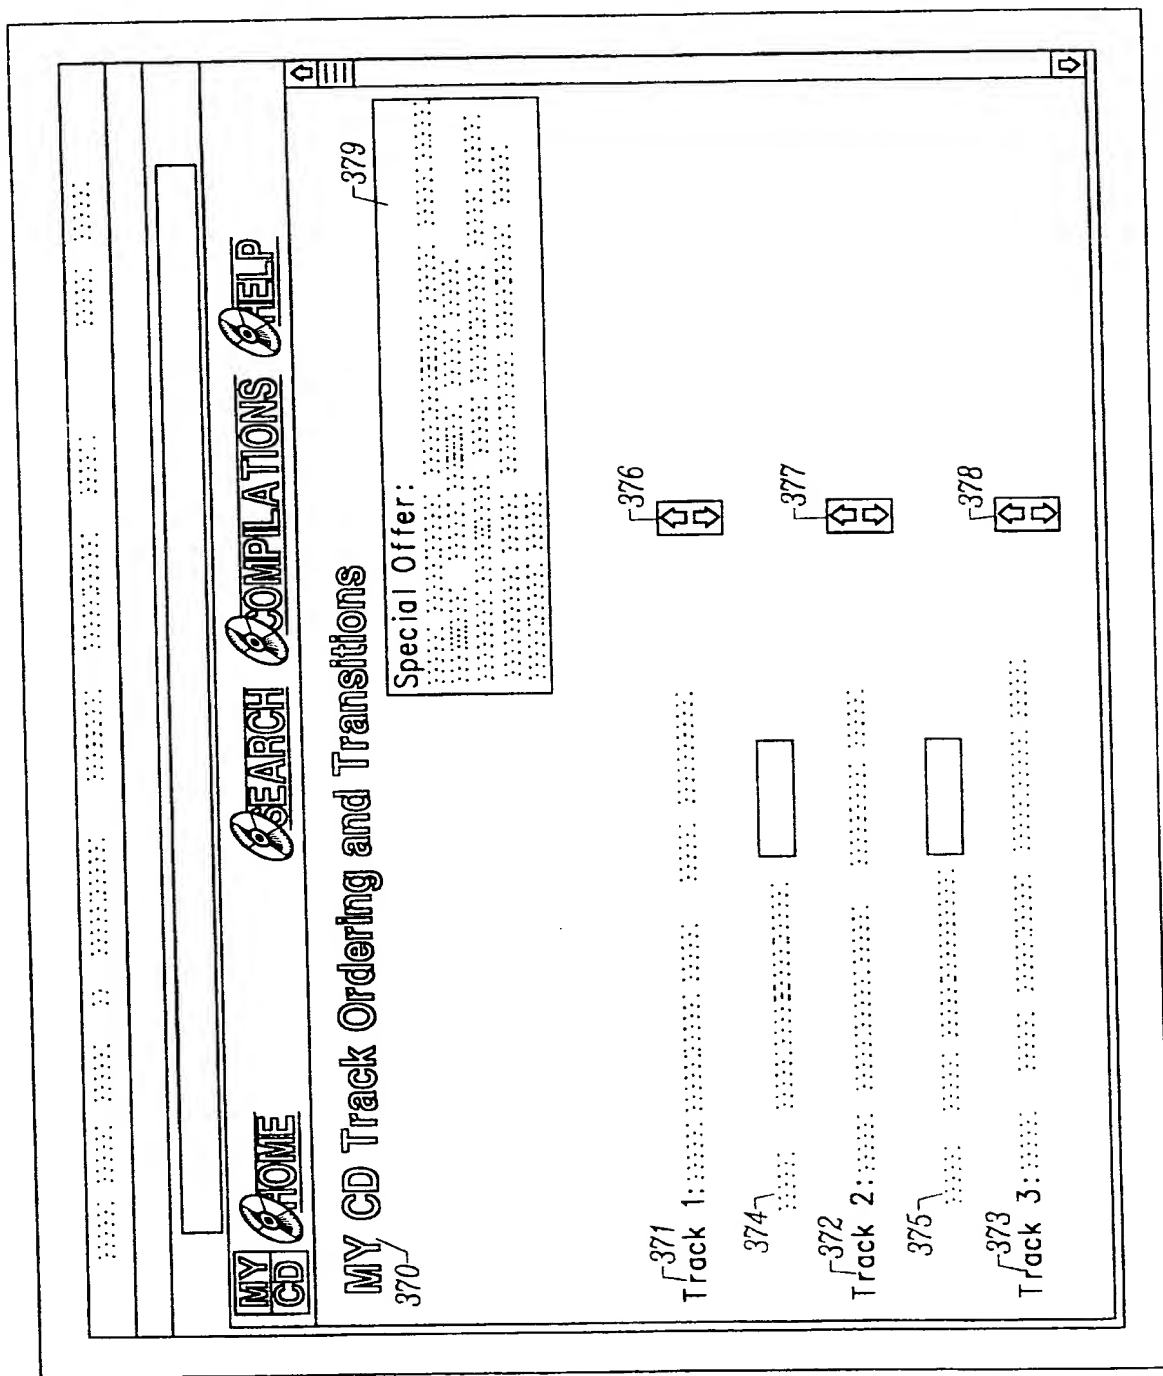 MY CD
HOME
SEARCH
COMPILATIONS
HELP
MY CD Track Ordering and Transitions
370
379
Special Offer:
371
Track 1:
376
374
372
Track 2:
377
375
373
Track 3:
378